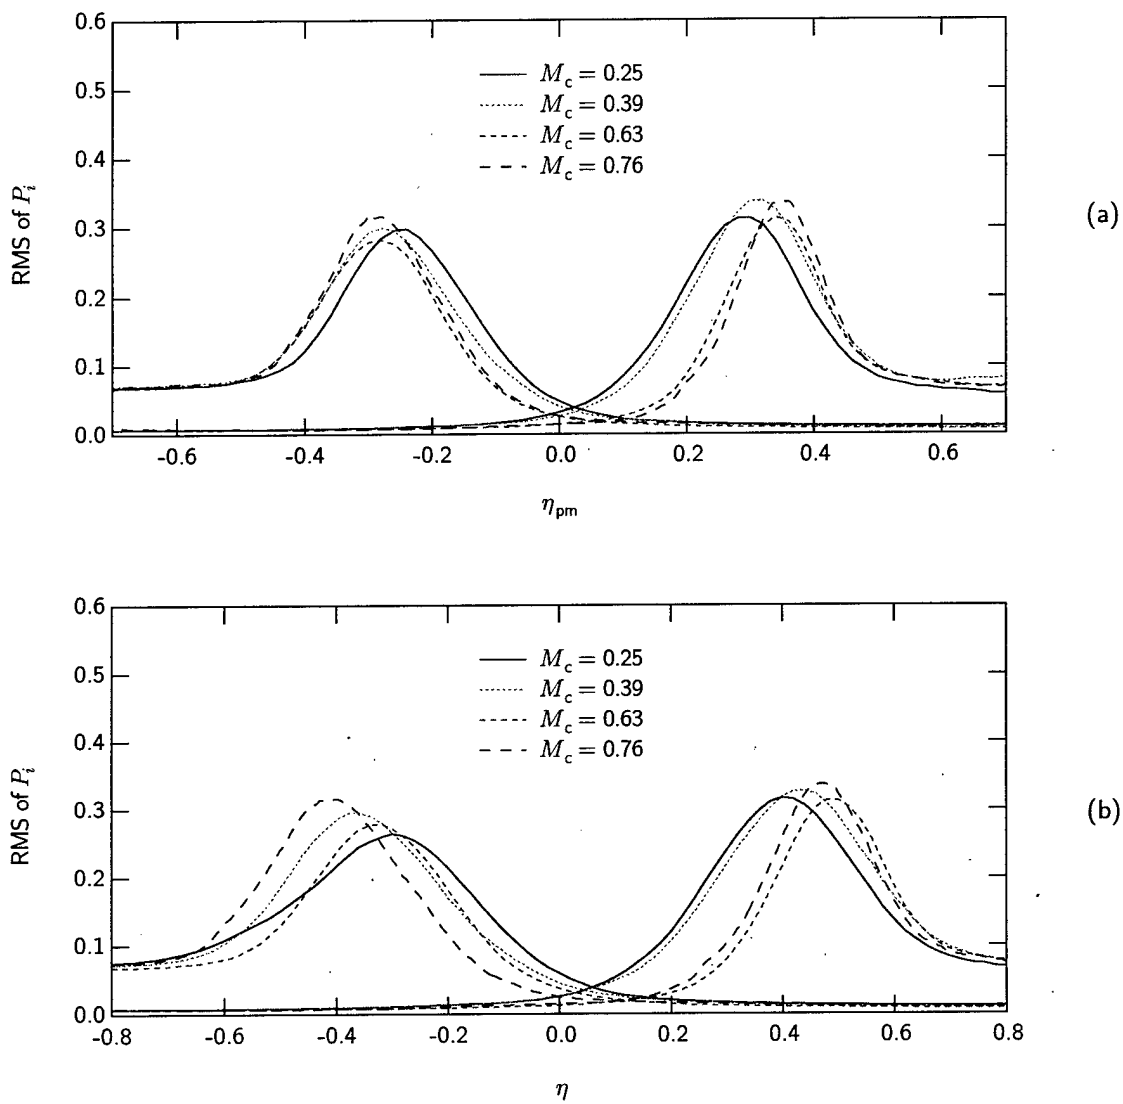 0.6
0.5
0.4
0.3
0.2
0.1
0.0
RMS of Pᵢ
M_c = 0.25
M_c = 0.39
M_c = 0.63
M_c = 0.76
(a)
-0.6 -0.4 -0.2 0.0 0.2 0.4 0.6
η_pm
0.6
0.5
0.4
0.3
0.2
0.1
0.0
RMS of Pᵢ
M_c = 0.25
M_c = 0.39
M_c = 0.63
M_c = 0.76
(b)
-0.8 -0.6 -0.4 -0.2 0.0 0.2 0.4 0.6 0.8
η